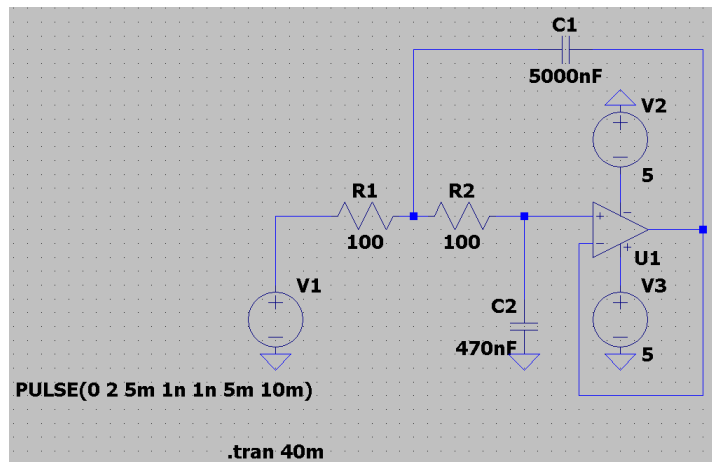 C1
5000nF
V2
5
R1
100
R2
100
U1
V1
C2
470nF
V3
5
PULSE(0 2 5m 1n 1n 5m 10m)
.tran 40m